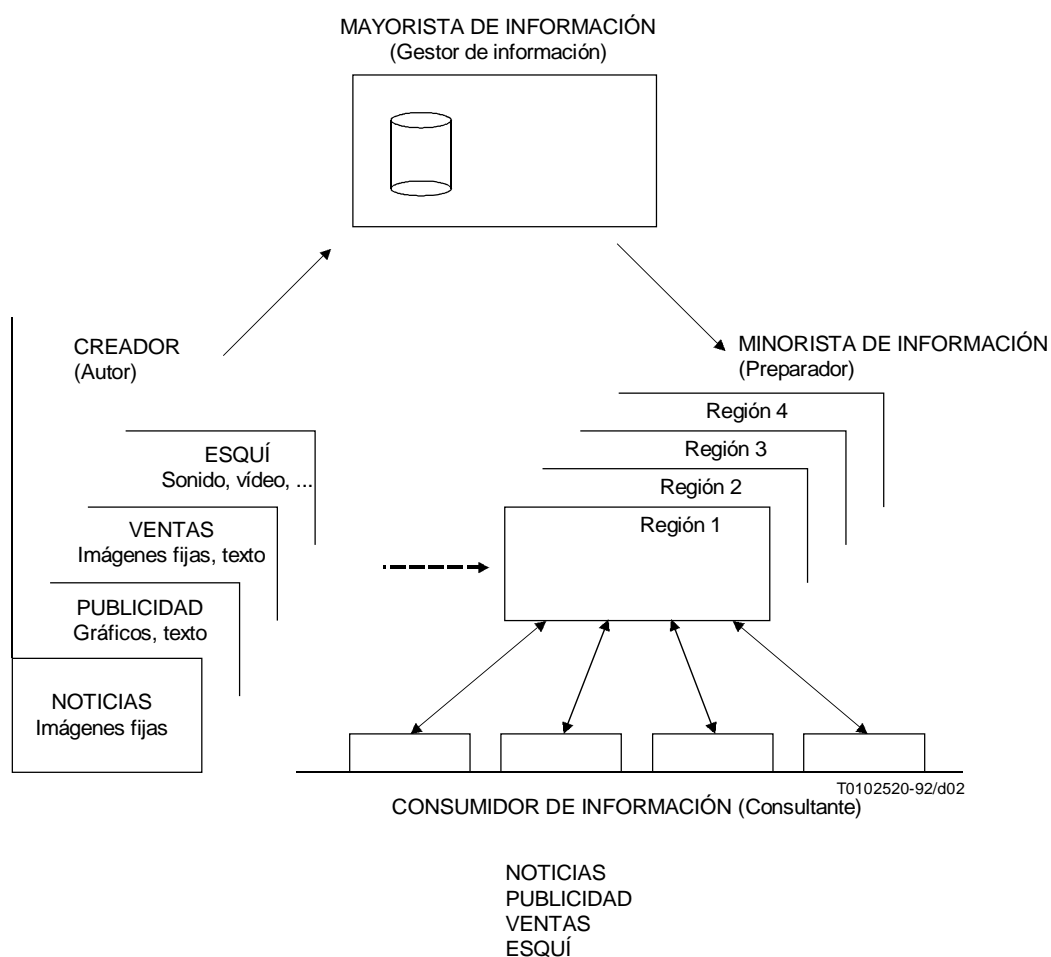 MAYORISTA DE INFORMACIÓN
(Gestor de información)
CREADOR
(Autor)
MINORISTA DE INFORMACIÓN
(Preparador)
Región 4
Región 3
Región 2
Región 1
ESQUÍ
Sonido, vídeo, ...
VENTAS
Imágenes fijas, texto
PUBLICIDAD
Gráficos, texto
NOTICIAS
Imágenes fijas
T0102520-92/d02
CONSUMIDOR DE INFORMACIÓN (Consultante)
NOTICIAS
PUBLICIDAD
VENTAS
ESQUÍ